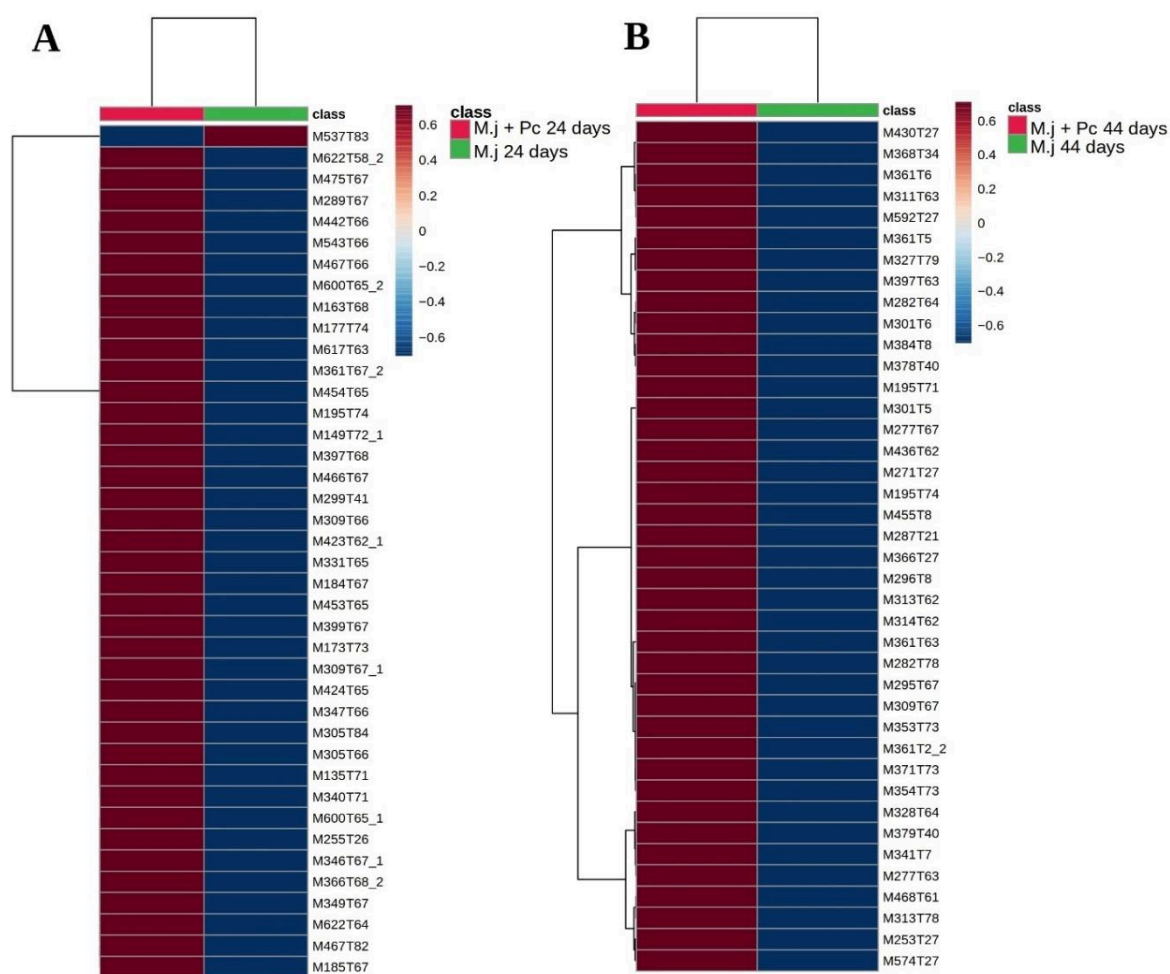 A
class
M537T83
M622T58_2
M475T67
M289T67
M442T66
M543T66
M467T66
M600T65_2
M163T68
M177T74
M617T63
M361T67_2
M454T65
M195T74
M149T72_1
M397T68
M466T67
M299T41
M309T66
M423T62_1
M331T65
M184T67
M453T65
M399T67
M173T73
M309T67_1
M424T65
M347T66
M305T84
M305T66
M135T71
M340T71
M600T65_1
M255T26
M346T67_1
M366T68_2
M349T67
M622T64
M467T82
M185T67
0.6
0.4
0.2
0
−0.2
−0.4
−0.6
class
M.j + Pc 24 days
M.j 24 days
B
class
M430T27
M368T34
M361T6
M311T63
M592T27
M361T5
M327T79
M397T63
M282T64
M301T6
M384T8
M378T40
M195T71
M301T5
M277T67
M436T62
M271T27
M195T74
M455T8
M287T21
M366T27
M296T8
M313T62
M314T62
M361T63
M282T78
M295T67
M309T67
M353T73
M361T2_2
M371T73
M354T73
M328T64
M379T40
M341T7
M277T63
M468T61
M313T78
M253T27
M574T27
0.6
0.4
0.2
0
−0.2
−0.4
−0.6
class
M.j + Pc 44 days
M.j 44 days